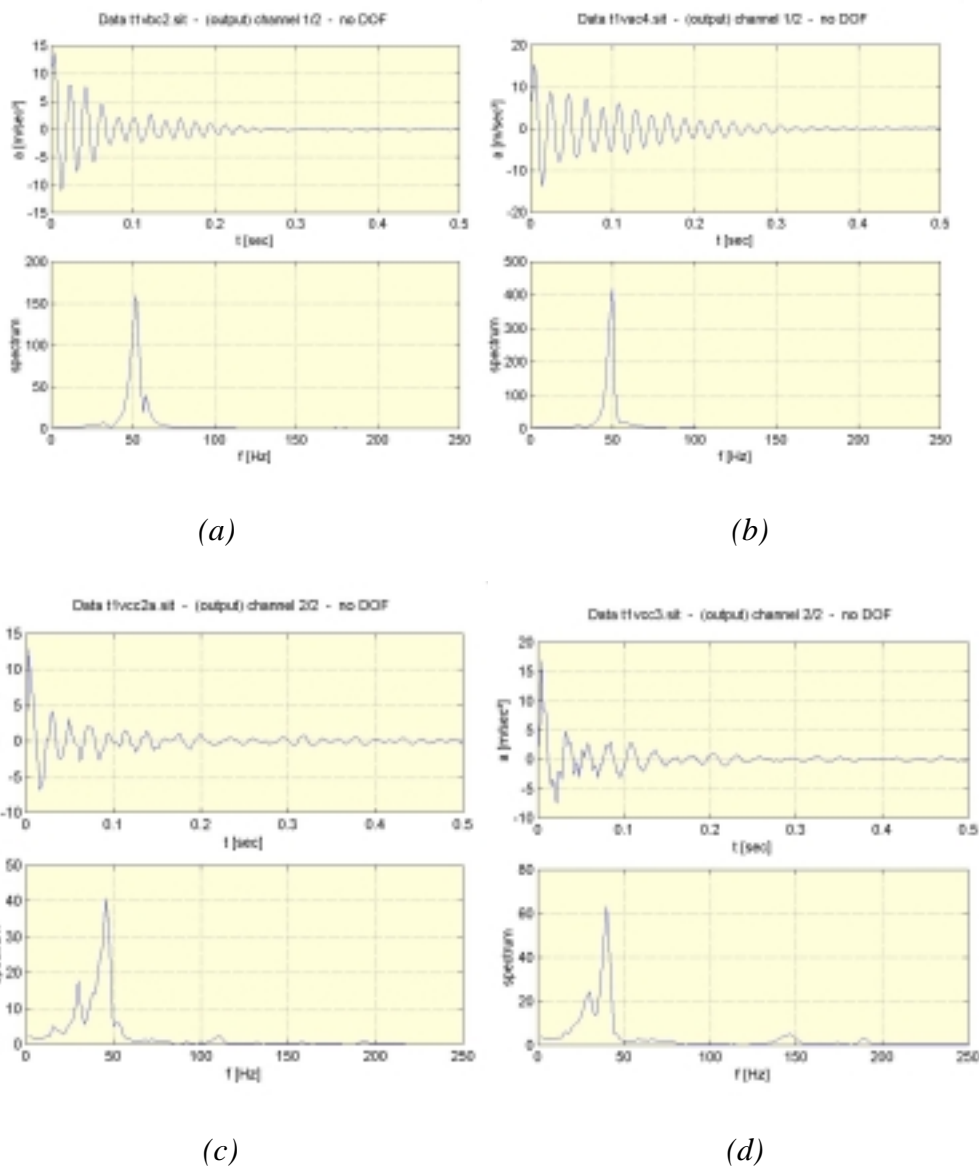 Data t1vbc2.sit - (output) channel 1/2 - no DOF
15
10
5
0
-5
-10
-15
a [m/sec²]
0 0.1 0.2 0.3 0.4 0.5
t [sec]
200
150
100
50
0
spectrum
0 50 100 150 200 250
f [Hz]
(a)
Data t1vac4.sit - (output) channel 1/2 - no DOF
20
10
0
-10
-20
a [m/sec²]
0 0.1 0.2 0.3 0.4 0.5
t [sec]
500
400
300
200
100
0
spectrum
0 50 100 150 200 250
f [Hz]
(b)
Data t1vcc2a.sit - (output) channel 2/2 - no DOF
15
10
5
0
-5
-10
0 0.1 0.2 0.3 0.4 0.5
t [sec]
50
40
30
20
10
0
0 50 100 150 200 250
f [Hz]
(c)
Data t1vcc3.sit - (output) channel 2/2 - no DOF
20
15
10
5
0
-5
-10
a [m/sec²]
0 0.1 0.2 0.3 0.4 0.5
t [sec]
80
60
40
20
0
spectrum
0 50 100 150 200 250
f [Hz]
(d)